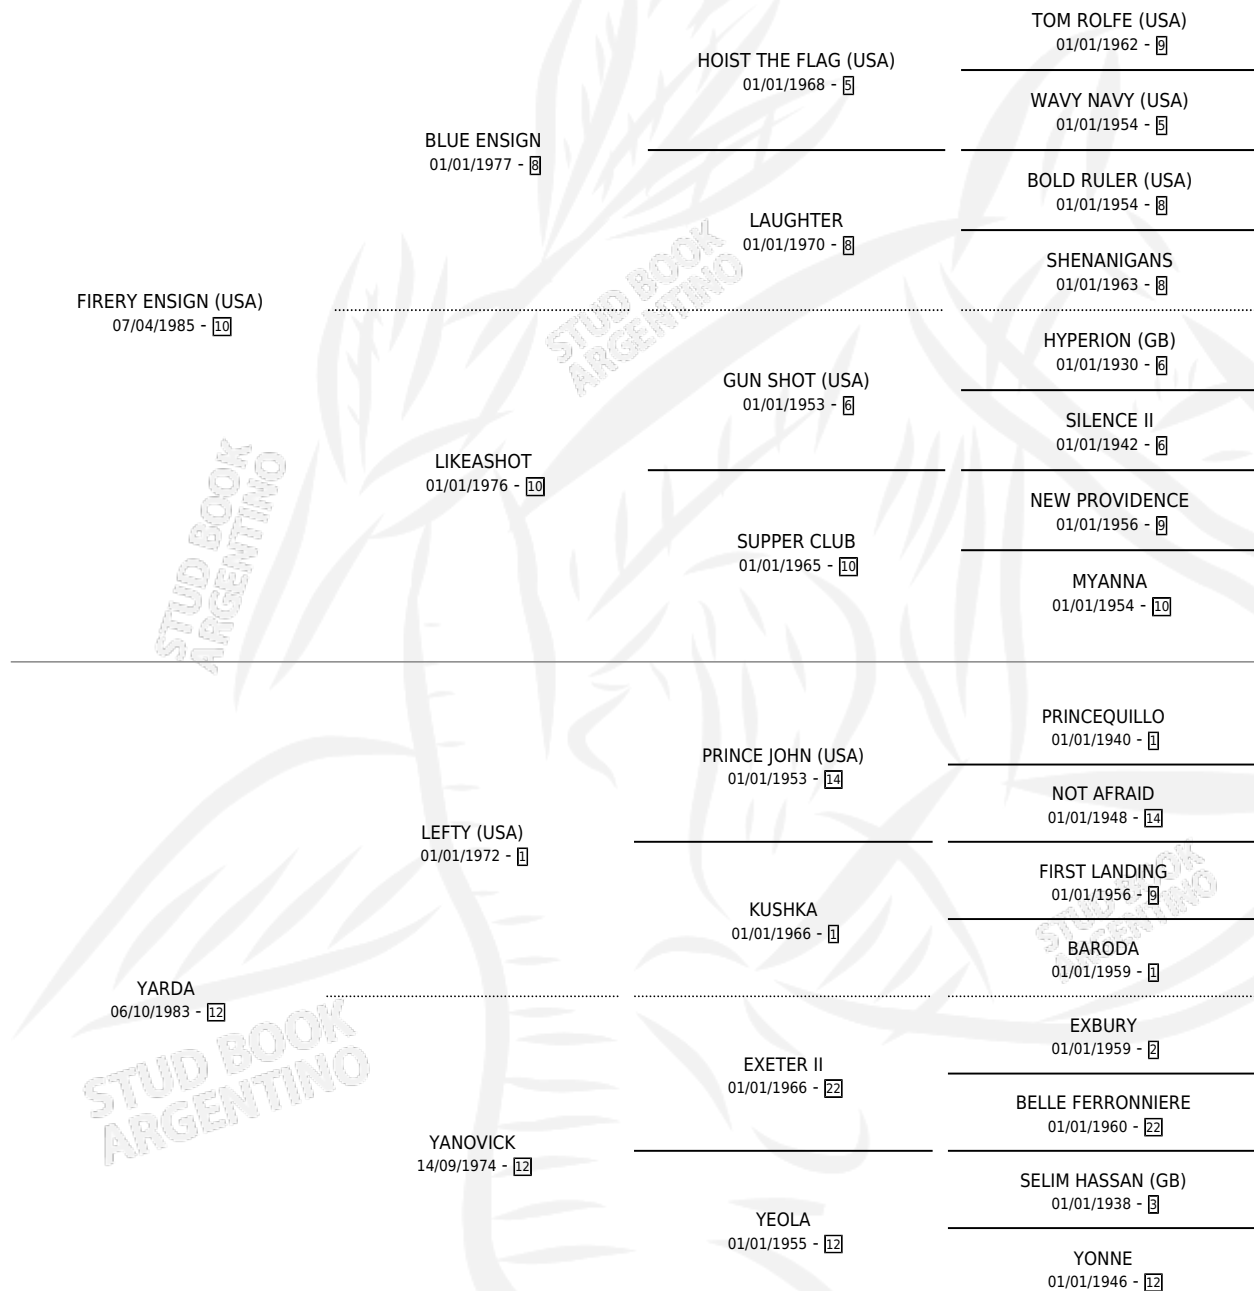 TOM ROLFE (USA)
01/01/1962 - 9
HOIST THE FLAG (USA)
01/01/1968 - 5
WAVY NAVY (USA)
01/01/1954 - 5
BLUE ENSIGN
01/01/1977 - 8
BOLD RULER (USA)
01/01/1954 - 8
LAUGHTER
01/01/1970 - 8
SHENANIGANS
01/01/1963 - 8
FIRERY ENSIGN (USA)
07/04/1985 - 10
HYPERION (GB)
01/01/1930 - 6
GUN SHOT (USA)
01/01/1953 - 6
SILENCE II
01/01/1942 - 6
LIKEASHOT
01/01/1976 - 10
NEW PROVIDENCE
01/01/1956 - 9
SUPPER CLUB
01/01/1965 - 10
MYANNA
01/01/1954 - 10
PRINCEQUILLO
01/01/1940 - 1
PRINCE JOHN (USA)
01/01/1953 - 14
NOT AFRAID
01/01/1948 - 14
LEFTY (USA)
01/01/1972 - 1
FIRST LANDING
01/01/1956 - 9
KUSHKA
01/01/1966 - 1
BARODA
01/01/1959 - 1
YARDA
06/10/1983 - 12
EXBURY
01/01/1959 - 2
EXETER II
01/01/1966 - 22
BELLE FERRONNIERE
01/01/1960 - 22
YANOVICK
14/09/1974 - 12
SELIM HASSAN (GB)
01/01/1938 - 3
YEOLA
01/01/1955 - 12
YONNE
01/01/1946 - 12
STUD BOOK
ARGENTINO
STUD BOOK
ARGENTINO
STUD BOOK
ARGENTINO
STUD BOOK
ARGENTINO